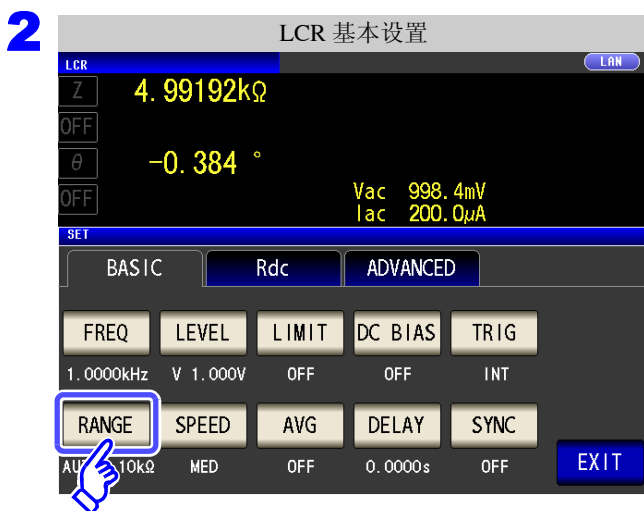 2
LCR 基本设置
LCR
LAN
Z 4.99192kΩ
OFF
θ -0.384 °
OFF
Vac 998.4mV
Iac 200.0μA
SET
BASIC Rdc ADVANCED
FREQ LEVEL LIMIT DC BIAS TRIG
1.0000kHz V 1.000V OFF OFF INT
RANGE SPEED AVG DELAY SYNC
10kΩ MED OFF 0.0000s OFF
EXIT